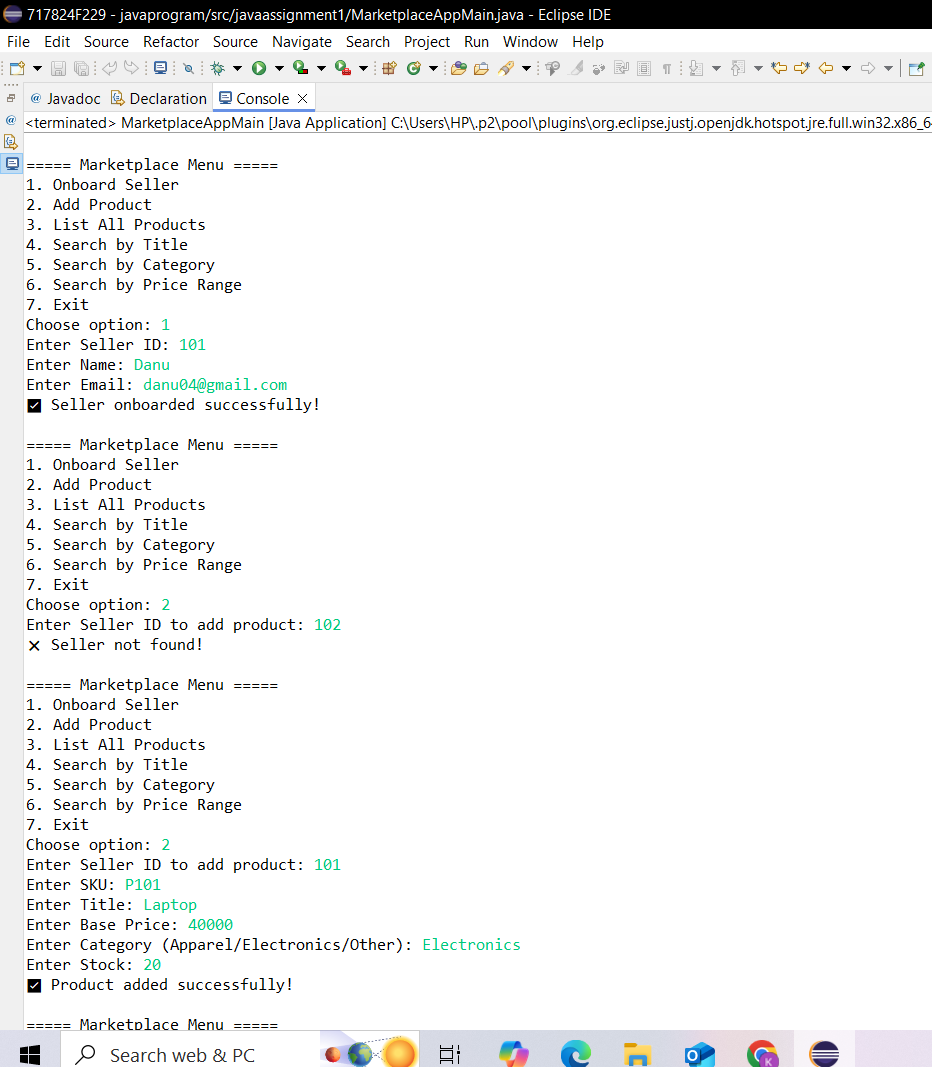 717824F229 - javaprogram/src/javaassignment1/MarketplaceAppMain.java - Eclipse IDE
File Edit Source Refactor Source Navigate Search Project Run Window Help
@ Javadoc Declaration Console ×
<terminated> MarketplaceAppMain [Java Application] C:\Users\HP\.p2\pool\plugins\org.eclipse.justj.openjdk.hotspot.jre.full.win32.x86_6
===== Marketplace Menu =====
1. Onboard Seller
2. Add Product
3. List All Products
4. Search by Title
5. Search by Category
6. Search by Price Range
7. Exit
Choose option: 1
Enter Seller ID: 101
Enter Name: Danu
Enter Email: danu04@gmail.com
☑ Seller onboarded successfully!
===== Marketplace Menu =====
1. Onboard Seller
2. Add Product
3. List All Products
4. Search by Title
5. Search by Category
6. Search by Price Range
7. Exit
Choose option: 2
Enter Seller ID to add product: 102
✕ Seller not found!
===== Marketplace Menu =====
1. Onboard Seller
2. Add Product
3. List All Products
4. Search by Title
5. Search by Category
6. Search by Price Range
7. Exit
Choose option: 2
Enter Seller ID to add product: 101
Enter SKU: P101
Enter Title: Laptop
Enter Base Price: 40000
Enter Category (Apparel/Electronics/Other): Electronics
Enter Stock: 20
☑ Product added successfully!
===== Marketplace Menu =====
Search web & PC